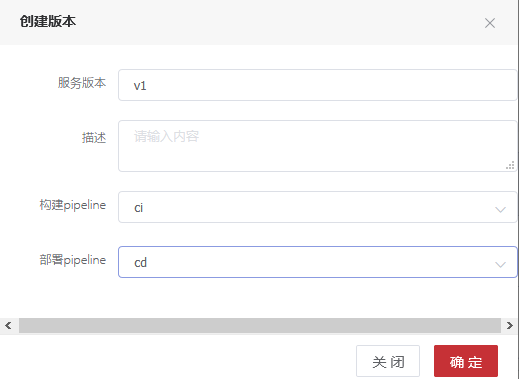 创建版本
服务版本
v1
描述
请输入内容
构建pipeline
ci
部署pipeline
cd
关 闭
确 定